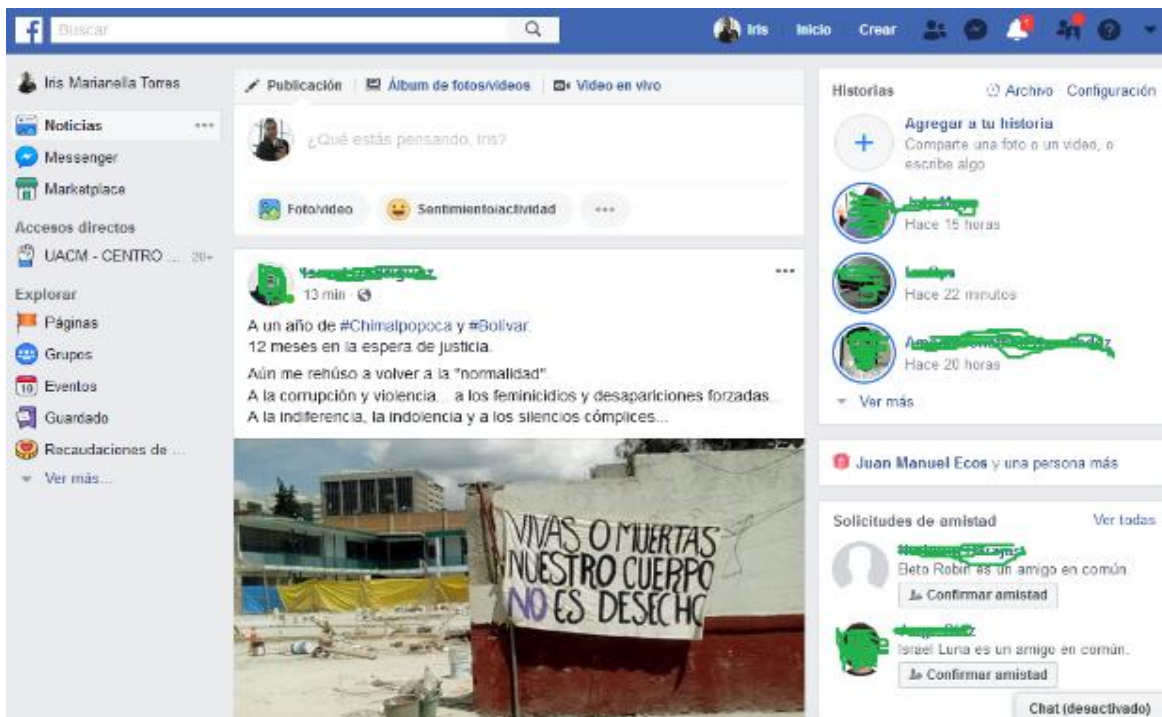 f
Buscar
Iris
Inicio
Crear
Iris Marianella Torres
Noticias
Messenger
Marketplace
Accesos directos
UACM - CENTRO ... 20+
Explorar
Páginas
Grupos
Eventos
Guardado
Recaudaciones de ...
Ver más...
Publicación
Álbum de fotos/videos
Video en vivo
¿Qué estás pensando, Iris?
Foto/video
Sentimiento/actividad
13 min
A un año de #Chimalpopoca y #Bolívar.
12 meses en la espera de justicia.
Aún me rehúso a volver a la "normalidad".
A la corrupción y violencia... a los feminicidios y desapariciones forzadas...
A la indiferencia, la indolencia y a los silencios cómplices...
VIVAS O MUERTAS
NUESTRO CUERPO
NO ES DESECHO
Historias
Archivo · Configuración
Agregar a tu historia
Comparte una foto o un video, o
escribe algo
Hace 15 horas
Hace 22 minutos
Hace 20 horas
Ver más
Juan Manuel Ecos y una persona más
Solicitudes de amistad
Ver todas
Beto Robin es un amigo en común.
Confirmar amistad
Israel Luna es un amigo en común.
Confirmar amistad
Chat (desactivado)